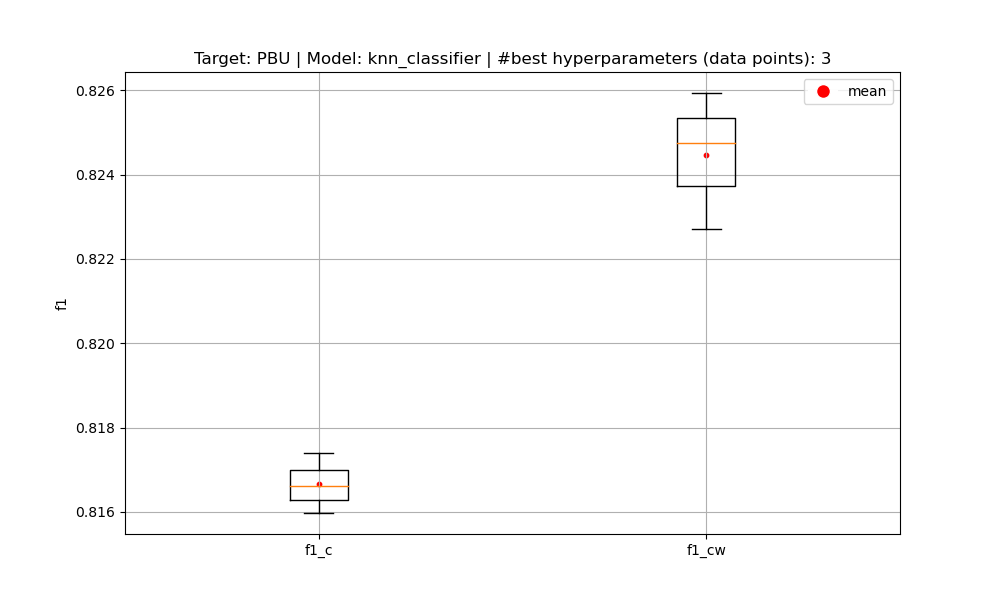 Target: PBU | Model: knn_classifier | #best hyperparameters (data points): 3
mean
0.826
0.824
0.822
0.820
0.818
0.816
f1
f1_c
f1_cw